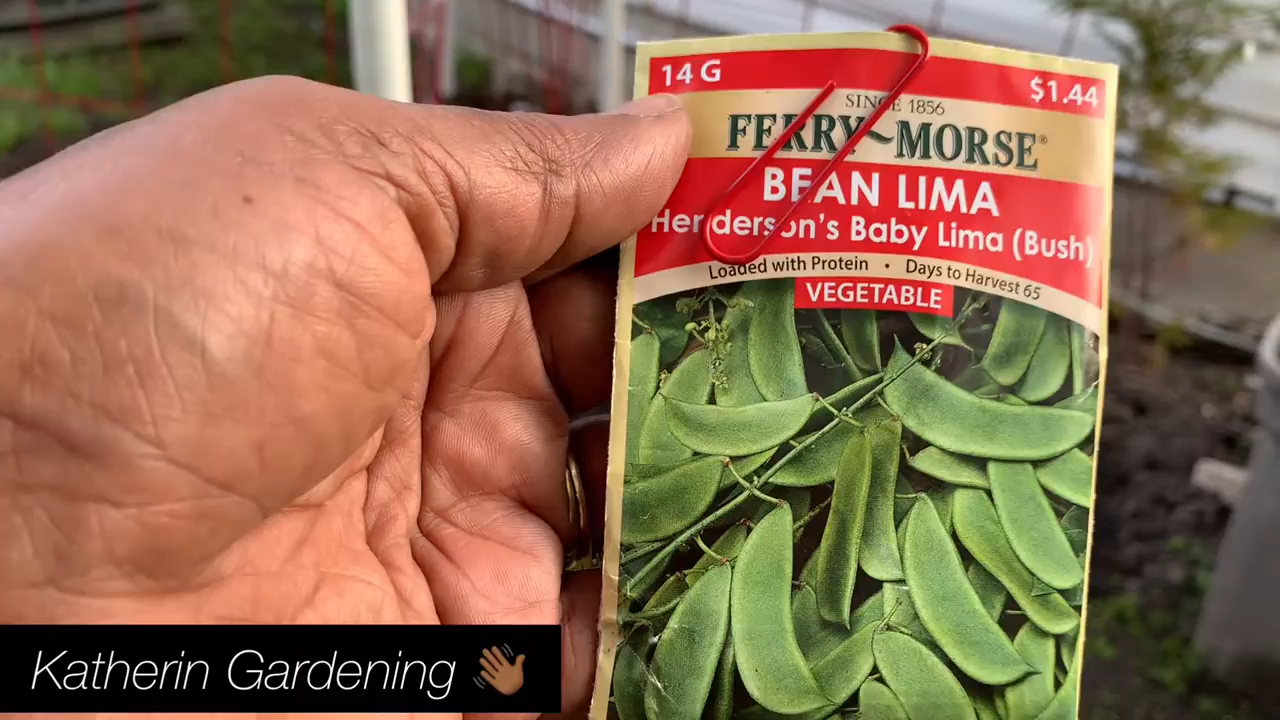 14 G
$1.44
SINCE 1856
FERRY~MORSE®
BEAN LIMA
Henderson's Baby Lima (Bush)
Loaded with Protein • Days to Harvest 65
VEGETABLE
Katherin Gardening 👋🏽